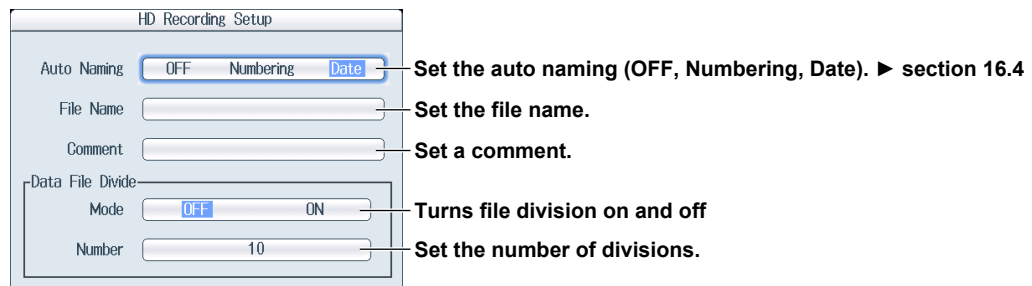 HD Recording Setup
Auto Naming OFF Numbering Date Set the auto naming (OFF, Numbering, Date). ► section 16.4
File Name Set the file name.
Comment Set a comment.
Data File Divide
Mode OFF ON Turns file division on and off
Number 10 Set the number of divisions.